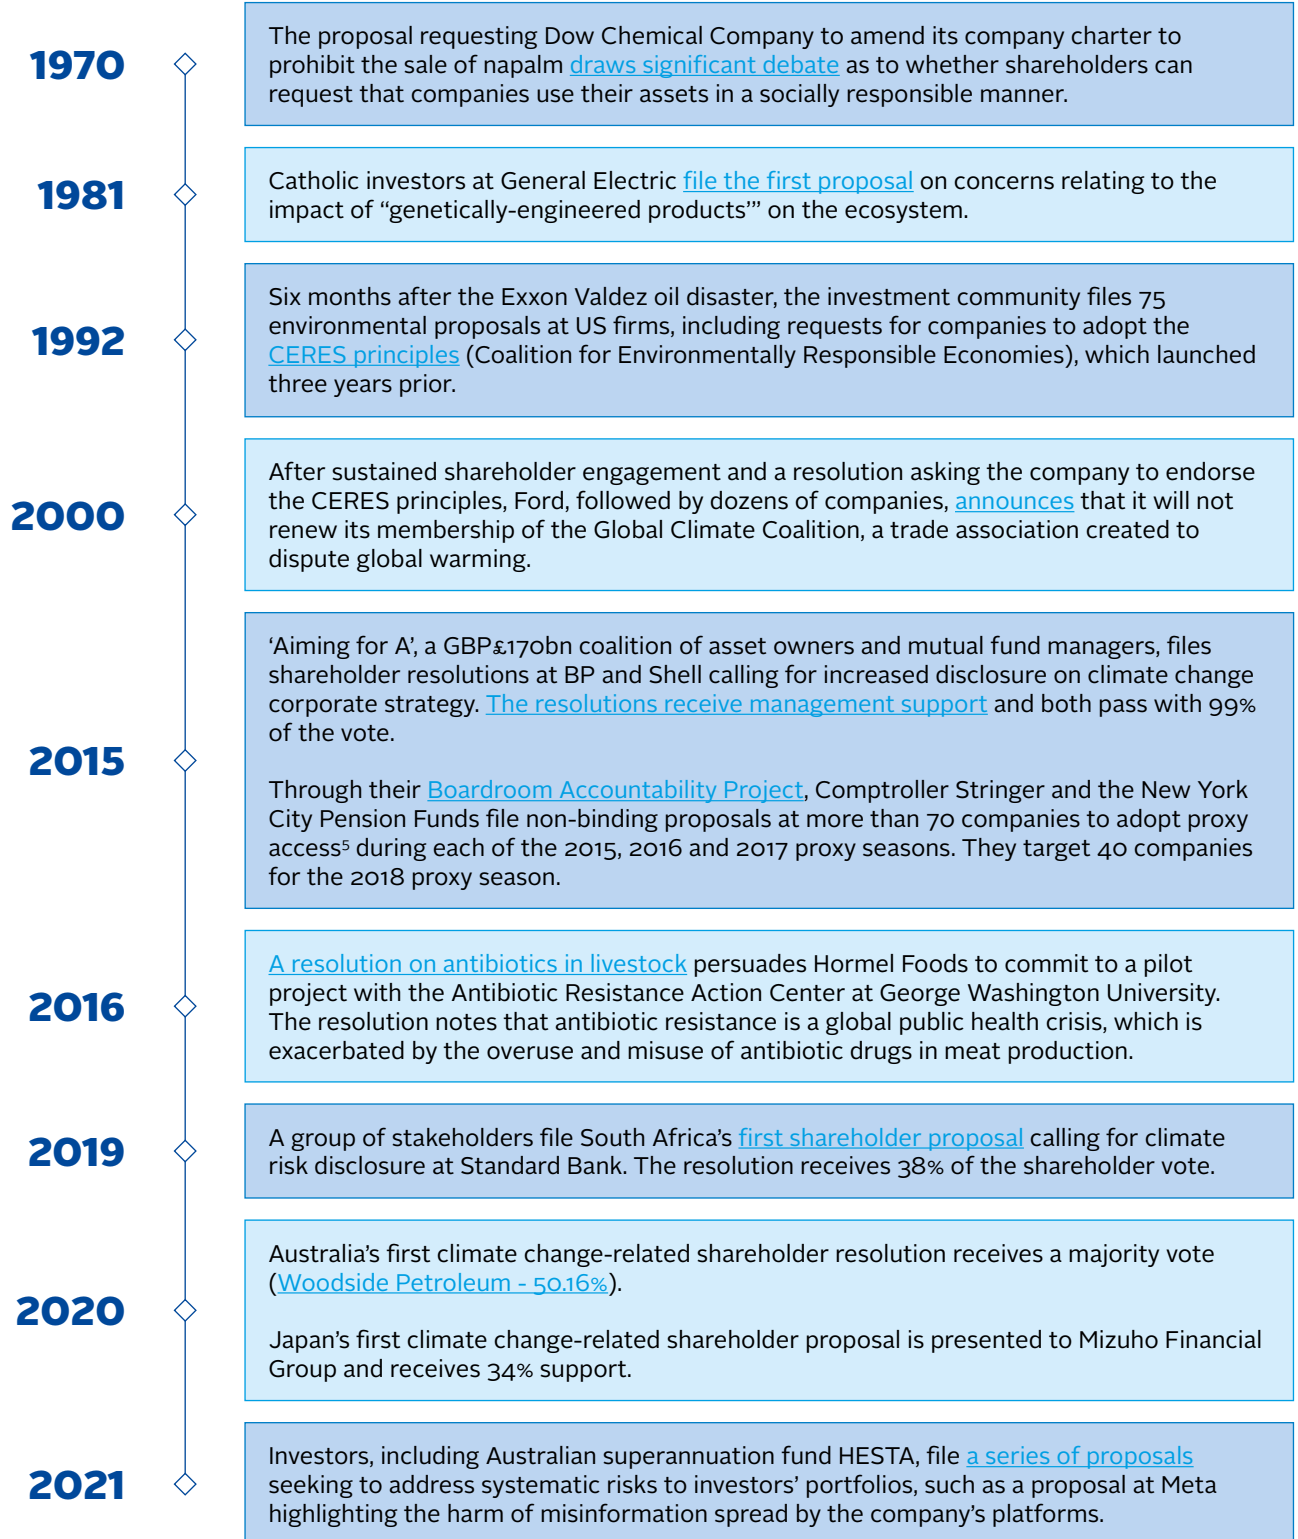 1970
The proposal requesting Dow Chemical Company to amend its company charter to
prohibit the sale of napalm draws significant debate as to whether shareholders can
request that companies use their assets in a socially responsible manner.
1981
Catholic investors at General Electric file the first proposal on concerns relating to the
impact of “genetically-engineered products’” on the ecosystem.
1992
Six months after the Exxon Valdez oil disaster, the investment community files 75
environmental proposals at US firms, including requests for companies to adopt the
CERES principles (Coalition for Environmentally Responsible Economies), which launched
three years prior.
2000
After sustained shareholder engagement and a resolution asking the company to endorse
the CERES principles, Ford, followed by dozens of companies, announces that it will not
renew its membership of the Global Climate Coalition, a trade association created to
dispute global warming.
2015
‘Aiming for A’, a GBP£170bn coalition of asset owners and mutual fund managers, files
shareholder resolutions at BP and Shell calling for increased disclosure on climate change
corporate strategy. The resolutions receive management support and both pass with 99%
of the vote.
Through their Boardroom Accountability Project, Comptroller Stringer and the New York
City Pension Funds file non-binding proposals at more than 70 companies to adopt proxy
access⁵ during each of the 2015, 2016 and 2017 proxy seasons. They target 40 companies
for the 2018 proxy season.
2016
A resolution on antibiotics in livestock persuades Hormel Foods to commit to a pilot
project with the Antibiotic Resistance Action Center at George Washington University.
The resolution notes that antibiotic resistance is a global public health crisis, which is
exacerbated by the overuse and misuse of antibiotic drugs in meat production.
2019
A group of stakeholders file South Africa’s first shareholder proposal calling for climate
risk disclosure at Standard Bank. The resolution receives 38% of the shareholder vote.
2020
Australia’s first climate change-related shareholder resolution receives a majority vote
(Woodside Petroleum - 50.16%).
Japan’s first climate change-related shareholder proposal is presented to Mizuho Financial
Group and receives 34% support.
2021
Investors, including Australian superannuation fund HESTA, file a series of proposals
seeking to address systematic risks to investors’ portfolios, such as a proposal at Meta
highlighting the harm of misinformation spread by the company’s platforms.